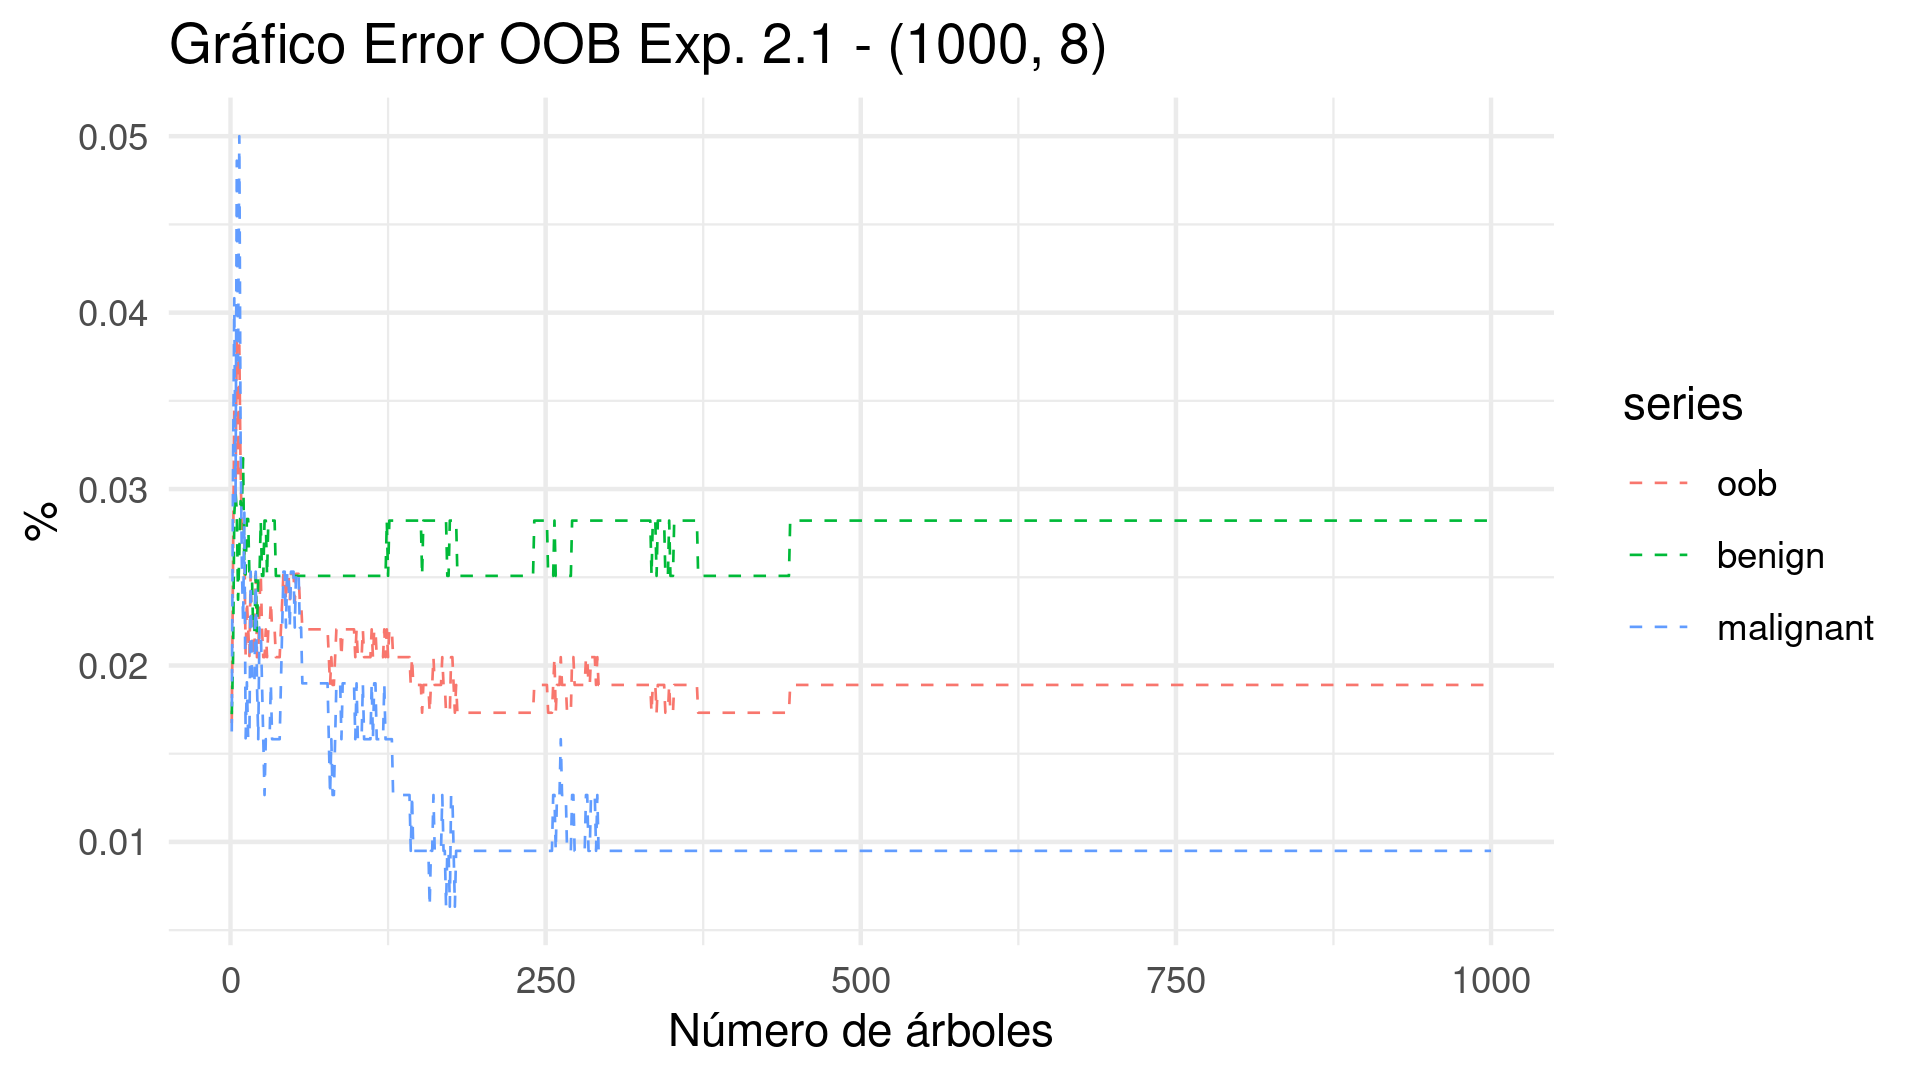 Gráfico Error OOB Exp. 2.1 - (1000, 8)
0.05
0.04
0.03
0.02
0.01
%
0 250 500 750 1000
Número de árboles
series
oob
benign
malignant